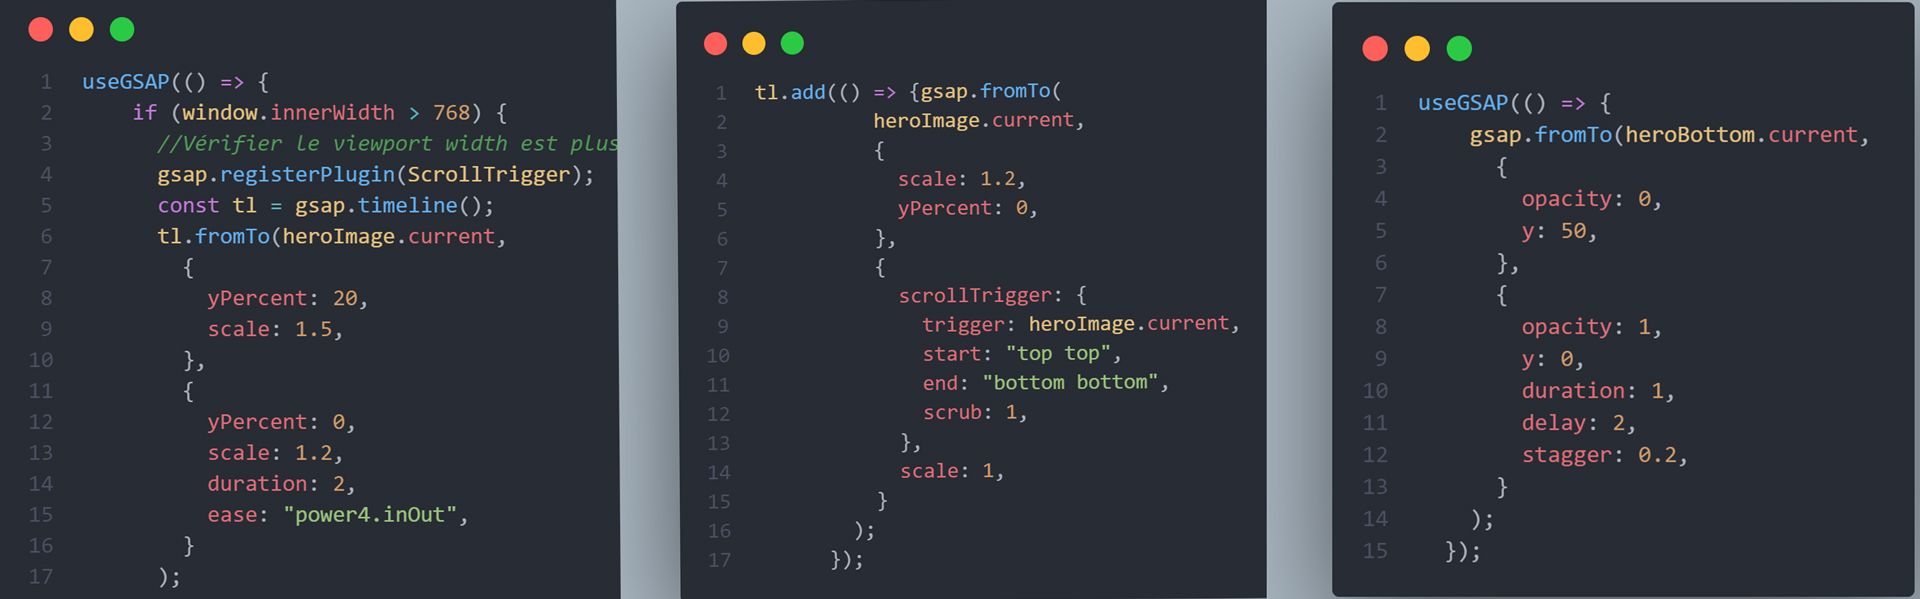 1 useGSAP(() => {
2 if (window.innerWidth > 768) {
3 //Vérifier le viewport width est plus
4 gsap.registerPlugin(ScrollTrigger);
5 const tl = gsap.timeline();
6 tl.fromTo(heroImage.current,
7 {
8 yPercent: 20,
9 scale: 1.5,
10 },
11 {
12 yPercent: 0,
13 scale: 1.2,
14 duration: 2,
15 ease: "power4.inOut",
16 }
17 );
1 tl.add(() => {gsap.fromTo(
2 heroImage.current,
3 {
4 scale: 1.2,
5 yPercent: 0,
6 },
7 {
8 scrollTrigger: {
9 trigger: heroImage.current,
10 start: "top top",
11 end: "bottom bottom",
12 scrub: 1,
13 },
14 scale: 1,
15 }
16 );
17 });
1 useGSAP(() => {
2 gsap.fromTo(heroBottom.current,
3 {
4 opacity: 0,
5 y: 50,
6 },
7 {
8 opacity: 1,
9 y: 0,
10 duration: 1,
11 delay: 2,
12 stagger: 0.2,
13 }
14 );
15 });